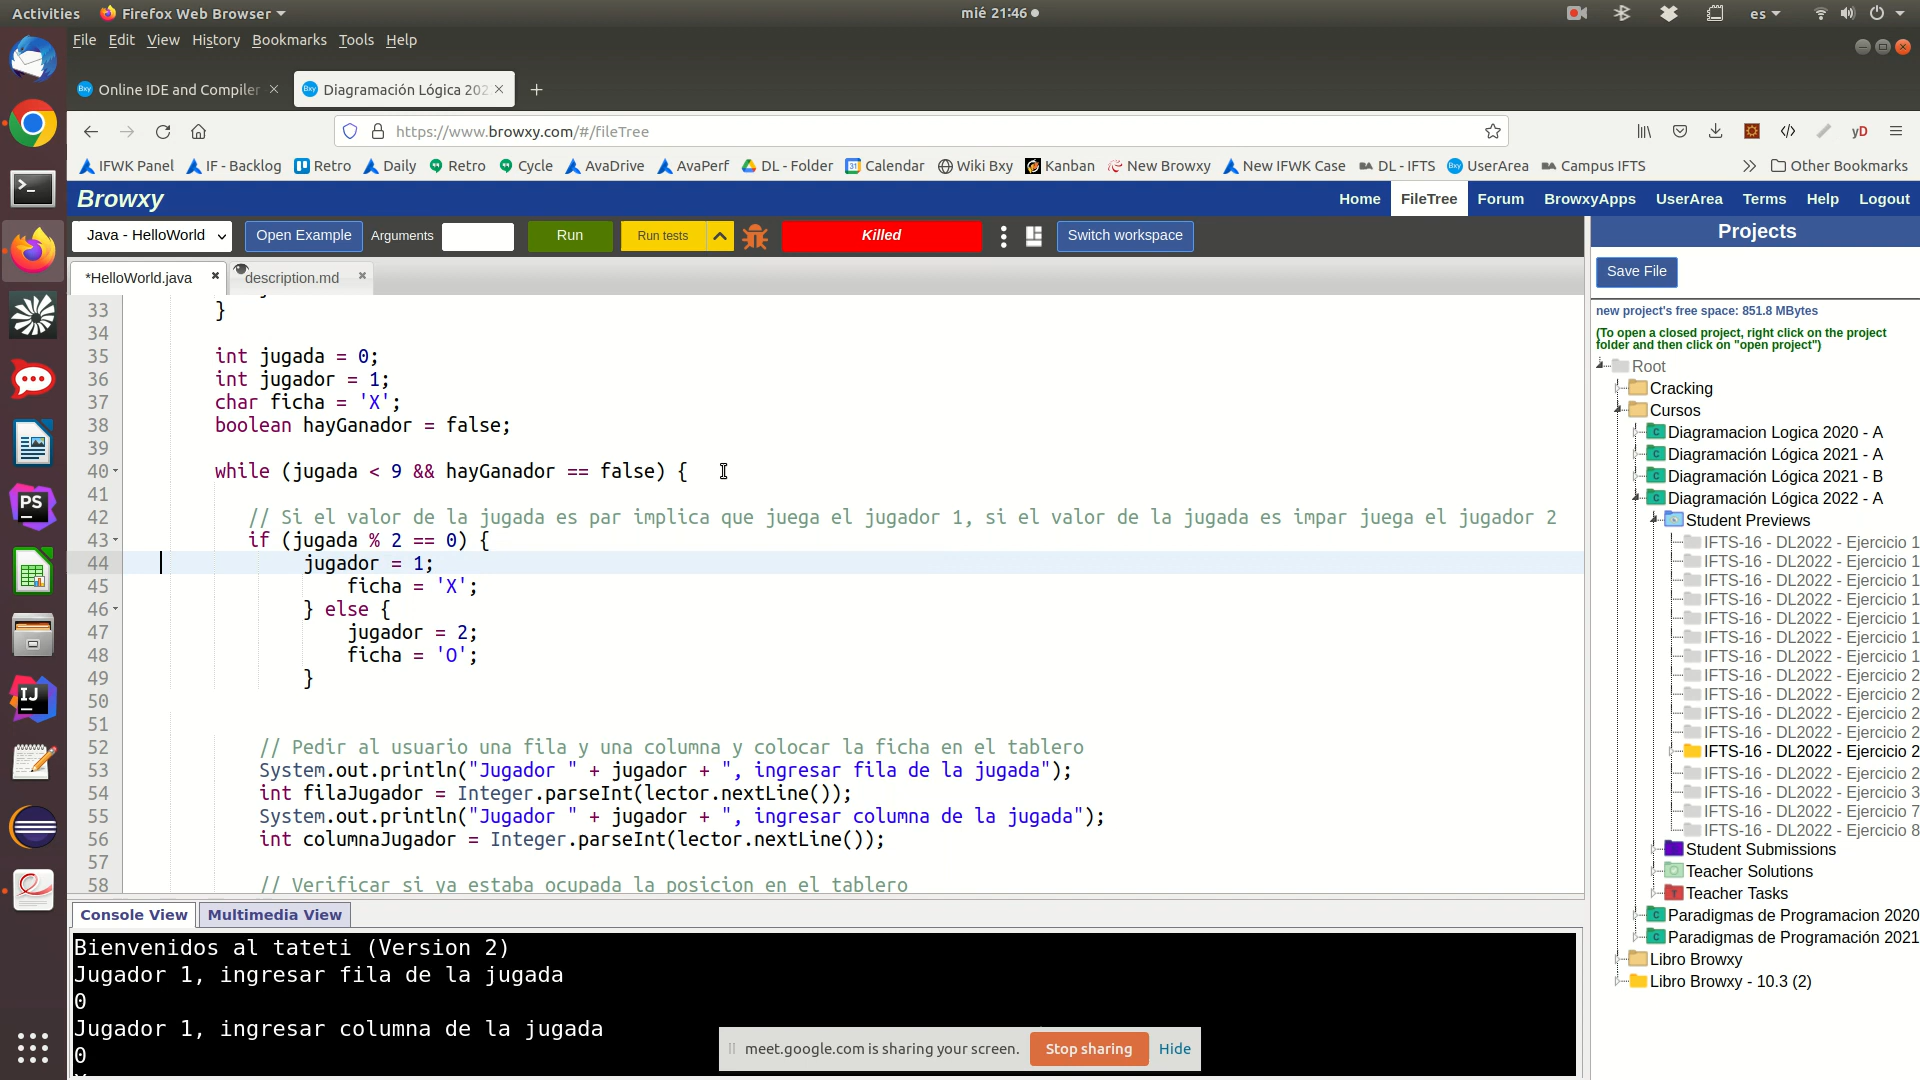 Activities
Firefox Web Browser
mié 21:46
es
File Edit View History Bookmarks Tools Help
Online IDE and Compiler
Diagramación Lógica 202
https://www.browxy.com/#/fileTree
yD
IFWK Panel
IF - Backlog
Retro
Daily
Retro
Cycle
AvaDrive
AvaPerf
DL - Folder
Calendar
Wiki Bxy
Kanban
New Browxy
New IFWK Case
DL - IFTS
UserArea
Campus IFTS
Other Bookmarks
Browxy
Home FileTree Forum BrowxyApps UserArea Terms Help Logout
Java - HelloWorld
Open Example
Arguments
Run
Run tests
Killed
Switch workspace
*HelloWorld.java
description.md
33 }
34
35 int jugada = 0;
36 int jugador = 1;
37 char ficha = 'X';
38 boolean hayGanador = false;
39
40 while (jugada < 9 && hayGanador == false) {
41
42 // Si el valor de la jugada es par implica que juega el jugador 1, si el valor de la jugada es impar juega el jugador 2
43 if (jugada % 2 == 0) {
44 jugador = 1;
45 ficha = 'X';
46 } else {
47 jugador = 2;
48 ficha = 'O';
49 }
50
51
52 // Pedir al usuario una fila y una columna y colocar la ficha en el tablero
53 System.out.println("Jugador " + jugador + ", ingresar fila de la jugada");
54 int filaJugador = Integer.parseInt(lector.nextLine());
55 System.out.println("Jugador " + jugador + ", ingresar columna de la jugada");
56 int columnaJugador = Integer.parseInt(lector.nextLine());
57
58 // Verificar si ya estaba ocupada la posicion en el tablero
Console View
Multimedia View
Bienvenidos al tateti (Version 2)
Jugador 1, ingresar fila de la jugada
0
Jugador 1, ingresar columna de la jugada
0
meet.google.com is sharing your screen.
Stop sharing
Hide
Projects
Save File
new project's free space: 851.8 MBytes
(To open a closed project, right click on the project
folder and then click on "open project")
Root
Cracking
Cursos
Diagramacion Logica 2020 - A
Diagramación Lógica 2021 - A
Diagramación Lógica 2021 - B
Diagramación Lógica 2022 - A
Student Previews
IFTS-16 - DL2022 - Ejercicio 1
IFTS-16 - DL2022 - Ejercicio 1
IFTS-16 - DL2022 - Ejercicio 1
IFTS-16 - DL2022 - Ejercicio 1
IFTS-16 - DL2022 - Ejercicio 1
IFTS-16 - DL2022 - Ejercicio 1
IFTS-16 - DL2022 - Ejercicio 1
IFTS-16 - DL2022 - Ejercicio 2
IFTS-16 - DL2022 - Ejercicio 2
IFTS-16 - DL2022 - Ejercicio 2
IFTS-16 - DL2022 - Ejercicio 2
IFTS-16 - DL2022 - Ejercicio 2
IFTS-16 - DL2022 - Ejercicio 2
IFTS-16 - DL2022 - Ejercicio 3
IFTS-16 - DL2022 - Ejercicio 7
IFTS-16 - DL2022 - Ejercicio 8
Student Submissions
Teacher Solutions
Teacher Tasks
Paradigmas de Programacion 2020
Paradigmas de Programación 2021
Libro Browxy
Libro Browxy - 10.3 (2)